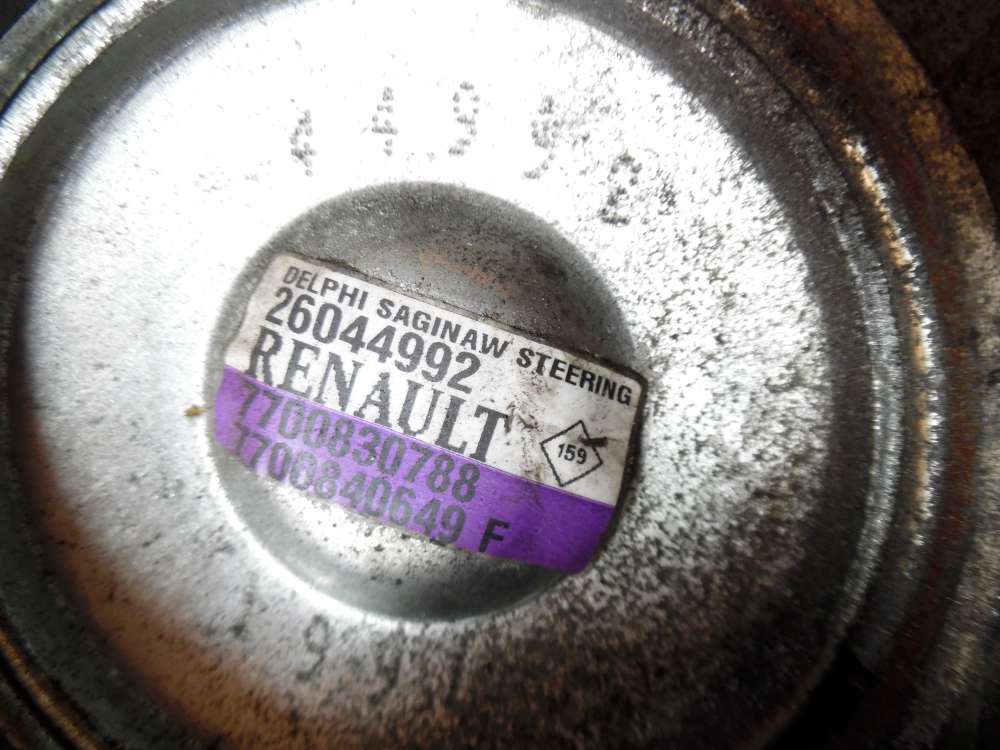 DELPHI SAGINAW STEERING
26044992
RENAULT
159
7700830788
7700840649 F